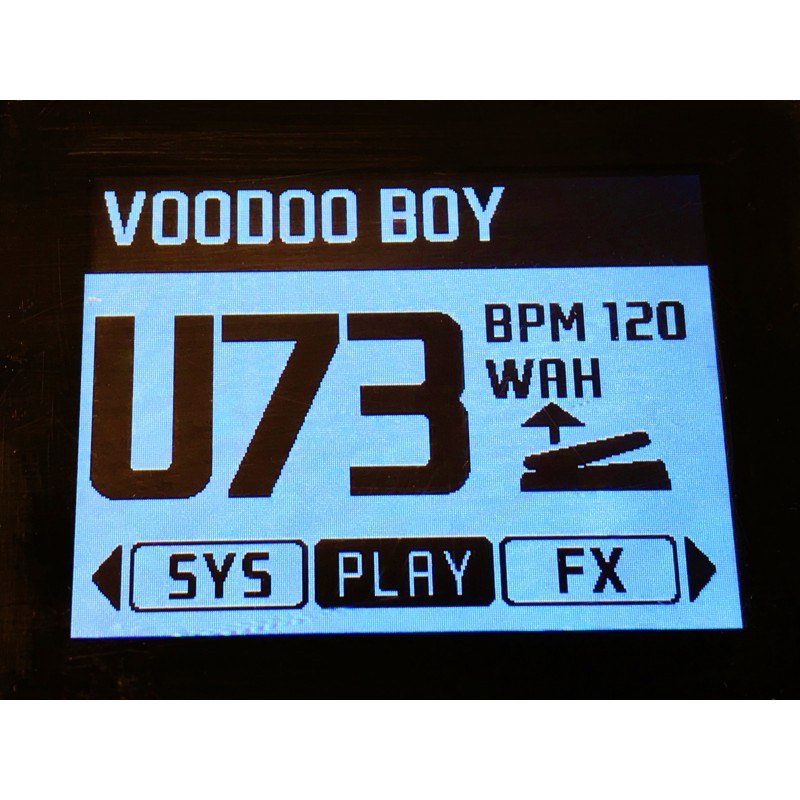 VOODOO BOY
U73
BPM 120
WAH
SYS PLAY FX